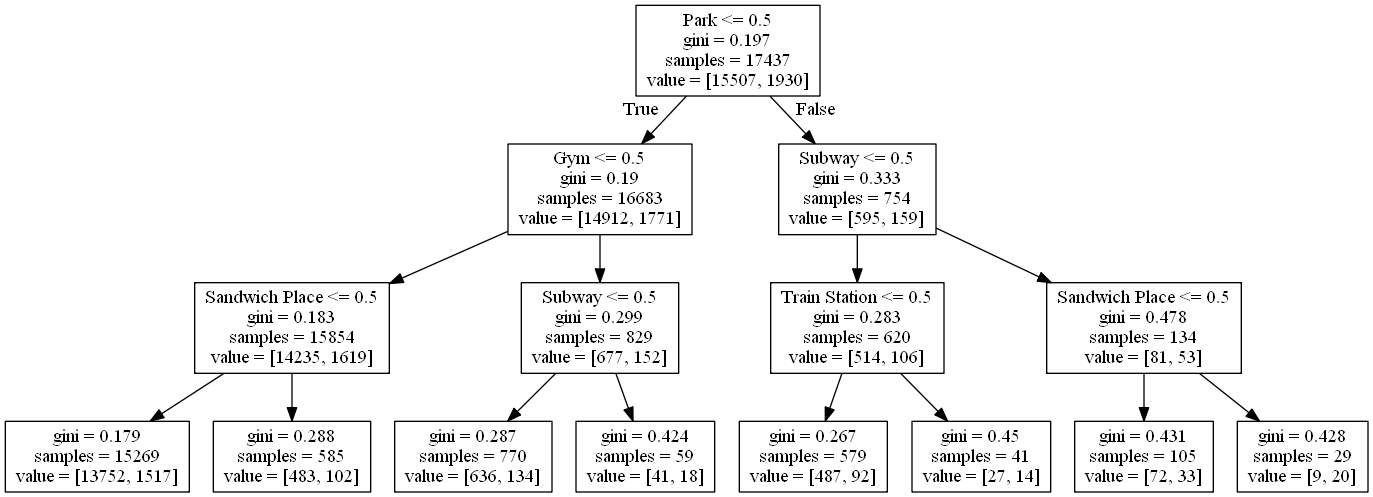 Park <= 0.5
gini = 0.197
samples = 17437
value = [15507, 1930]
True
False
Gym <= 0.5
gini = 0.19
samples = 16683
value = [14912, 1771]
Subway <= 0.5
gini = 0.333
samples = 754
value = [595, 159]
Sandwich Place <= 0.5
gini = 0.183
samples = 15854
value = [14235, 1619]
Subway <= 0.5
gini = 0.299
samples = 829
value = [677, 152]
Train Station <= 0.5
gini = 0.283
samples = 620
value = [514, 106]
Sandwich Place <= 0.5
gini = 0.478
samples = 134
value = [81, 53]
gini = 0.179
samples = 15269
value = [13752, 1517]
gini = 0.288
samples = 585
value = [483, 102]
gini = 0.287
samples = 770
value = [636, 134]
gini = 0.424
samples = 59
value = [41, 18]
gini = 0.267
samples = 579
value = [487, 92]
gini = 0.45
samples = 41
value = [27, 14]
gini = 0.431
samples = 105
value = [72, 33]
gini = 0.428
samples = 29
value = [9, 20]